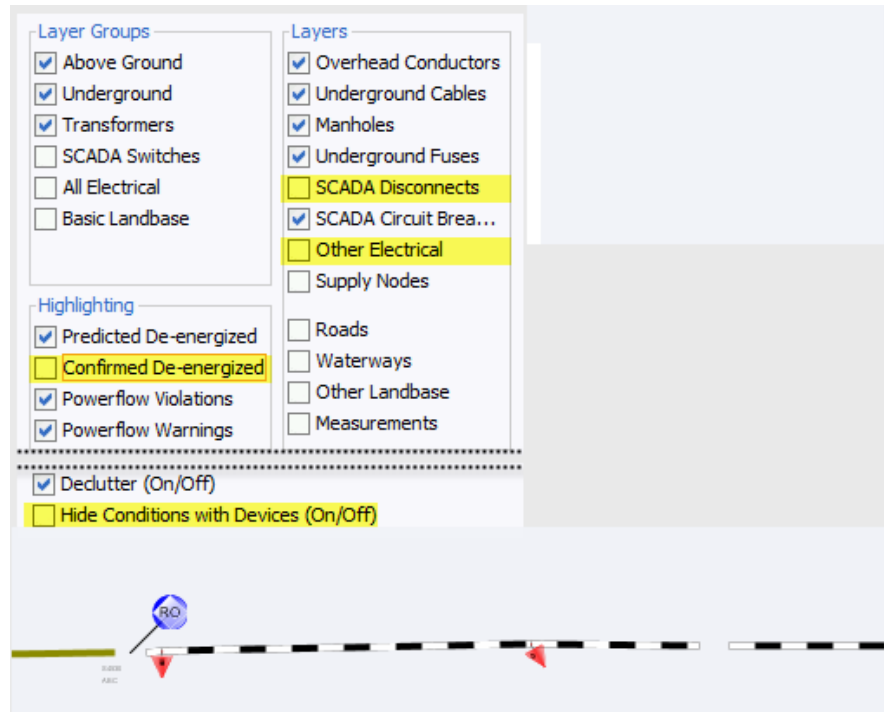 Layer Groups
Above Ground
Underground
Transformers
SCADA Switches
All Electrical
Basic Landbase
Highlighting
Predicted De-energized
Confirmed De-energized
Powerflow Violations
Powerflow Warnings
Layers
Overhead Conductors
Underground Cables
Manholes
Underground Fuses
SCADA Disconnects
SCADA Circuit Brea...
Other Electrical
Supply Nodes
Roads
Waterways
Other Landbase
Measurements
Declutter (On/Off)
Hide Conditions with Devices (On/Off)
RO
ABC